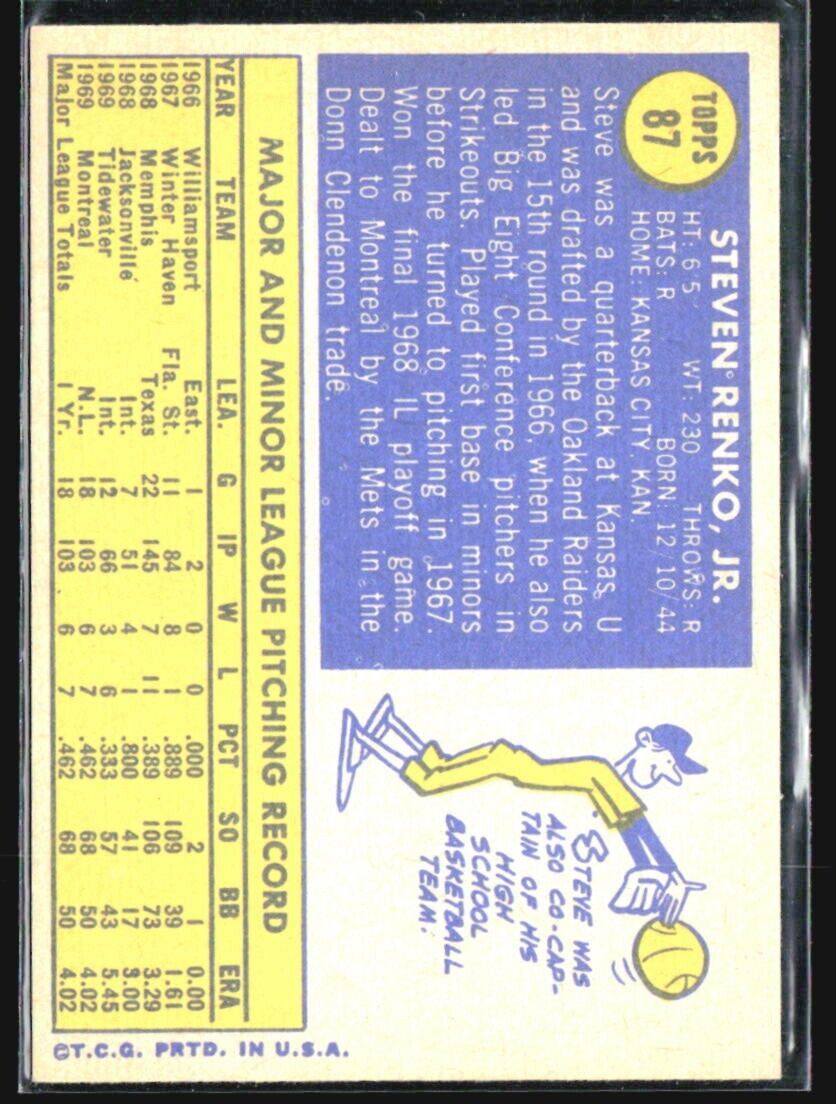 TOPPS
87
STEVEN RENKO, JR.
HT: 6'5" WT: 230 THROWS: R
BATS: R BORN: 12/10/44
HOME: KANSAS CITY, KAN.
Steve was a quarterback at Kansas U
and was drafted by the Oakland Raiders
in the 15th round in 1966, when he also
led Big Eight Conference pitchers in
Strikeouts. Played first base in minors
before he turned to pitching in 1967.
Won the final 1968 IL playoff game.
Dealt to Montreal by the Mets in the
Donn Clendenon trade.
STEVE WAS
ALSO CO-CAP-
TAIN OF HIS
HIGH
SCHOOL
BASKETBALL
TEAM.
MAJOR AND MINOR LEAGUE PITCHING RECORD
YEAR TEAM LEA. G IP W L PCT SO BB ERA
1966 Williamsport East. 1 2 0 0 .000 2 1 0.00
1967 Winter Haven Fla. St. 11 84 8 1 .889 109 39 1.61
1968 Memphis Texas 22 145 7 11 .389 106 73 3.29
1968 Jacksonville Int. 7 51 4 1 .800 41 17 3.00
1969 Tidewater Int. 12 66 3 6 .333 57 43 5.45
1969 Montreal N.L. 18 103 6 7 .462 68 50 4.02
Major League Totals 1 Yr. 18 103 6 7 .462 68 50 4.02
©T.C.G. PRTD. IN U.S.A.